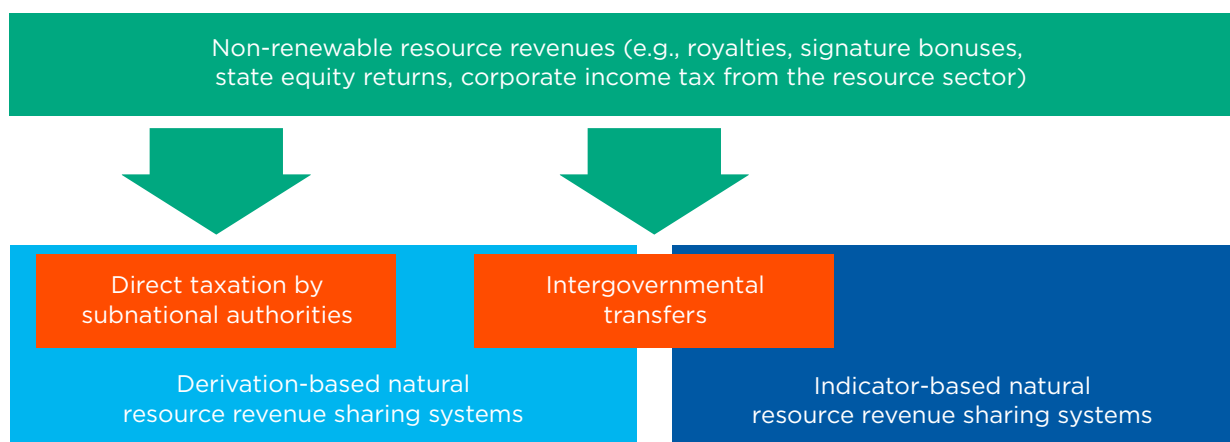 Non-renewable resource revenues (e.g., royalties, signature bonuses,
state equity returns, corporate income tax from the resource sector)
Direct taxation by
subnational authorities
Intergovernmental
transfers
Derivation-based natural
resource revenue sharing systems
Indicator-based natural
resource revenue sharing systems